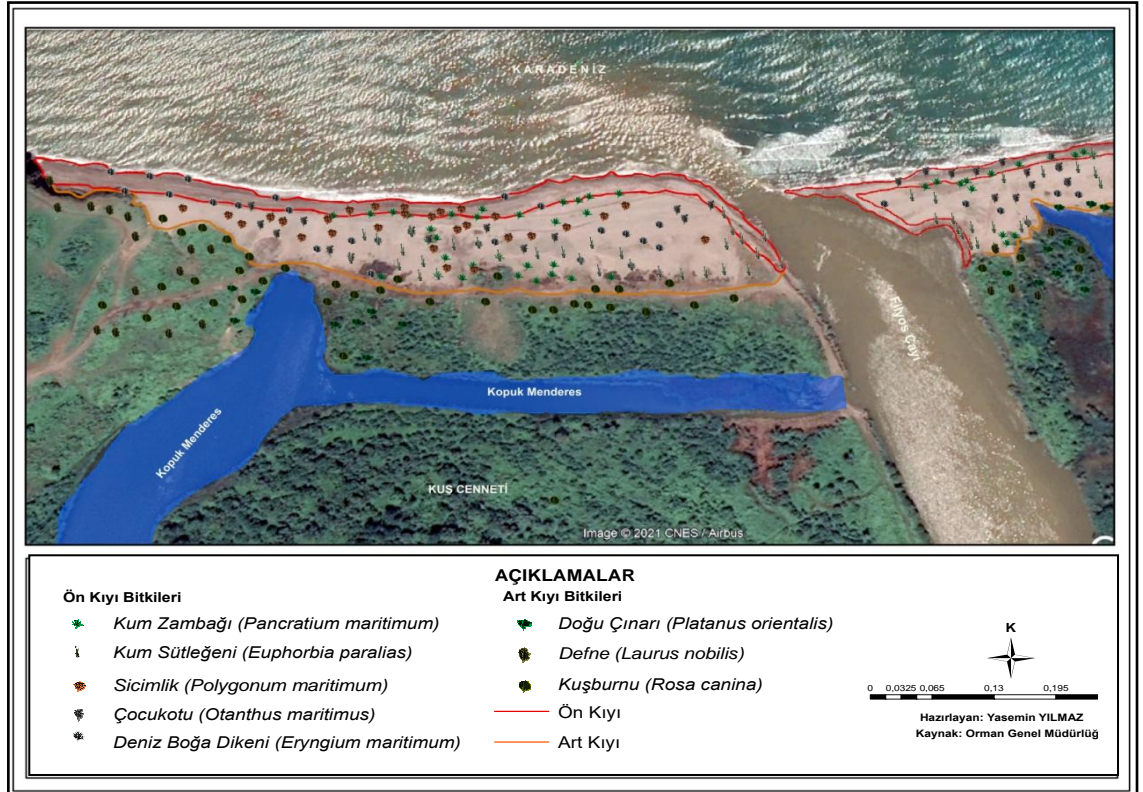 KARADENİZ
Filyos Çayı
Kopuk Menderes
Kopuk Menderes
KUŞ CENNETİ
Image © 2021 CNES / Airbus
AÇIKLAMALAR
Ön Kıyı Bitkileri
Kum Zambağı (Pancratium maritimum)
Kum Sütleğeni (Euphorbia paralias)
Sicimlik (Polygonum maritimum)
Çocukotu (Otanthus maritimus)
Deniz Boğa Dikeni (Eryngium maritimum)
Art Kıyı Bitkileri
Doğu Çınarı (Platanus orientalis)
Defne (Laurus nobilis)
Kuşburnu (Rosa canina)
Ön Kıyı
Art Kıyı
K
0 0,0325 0,065 0,13 0,195
Hazırlayan: Yasemin YILMAZ
Kaynak: Orman Genel Müdürlüğ